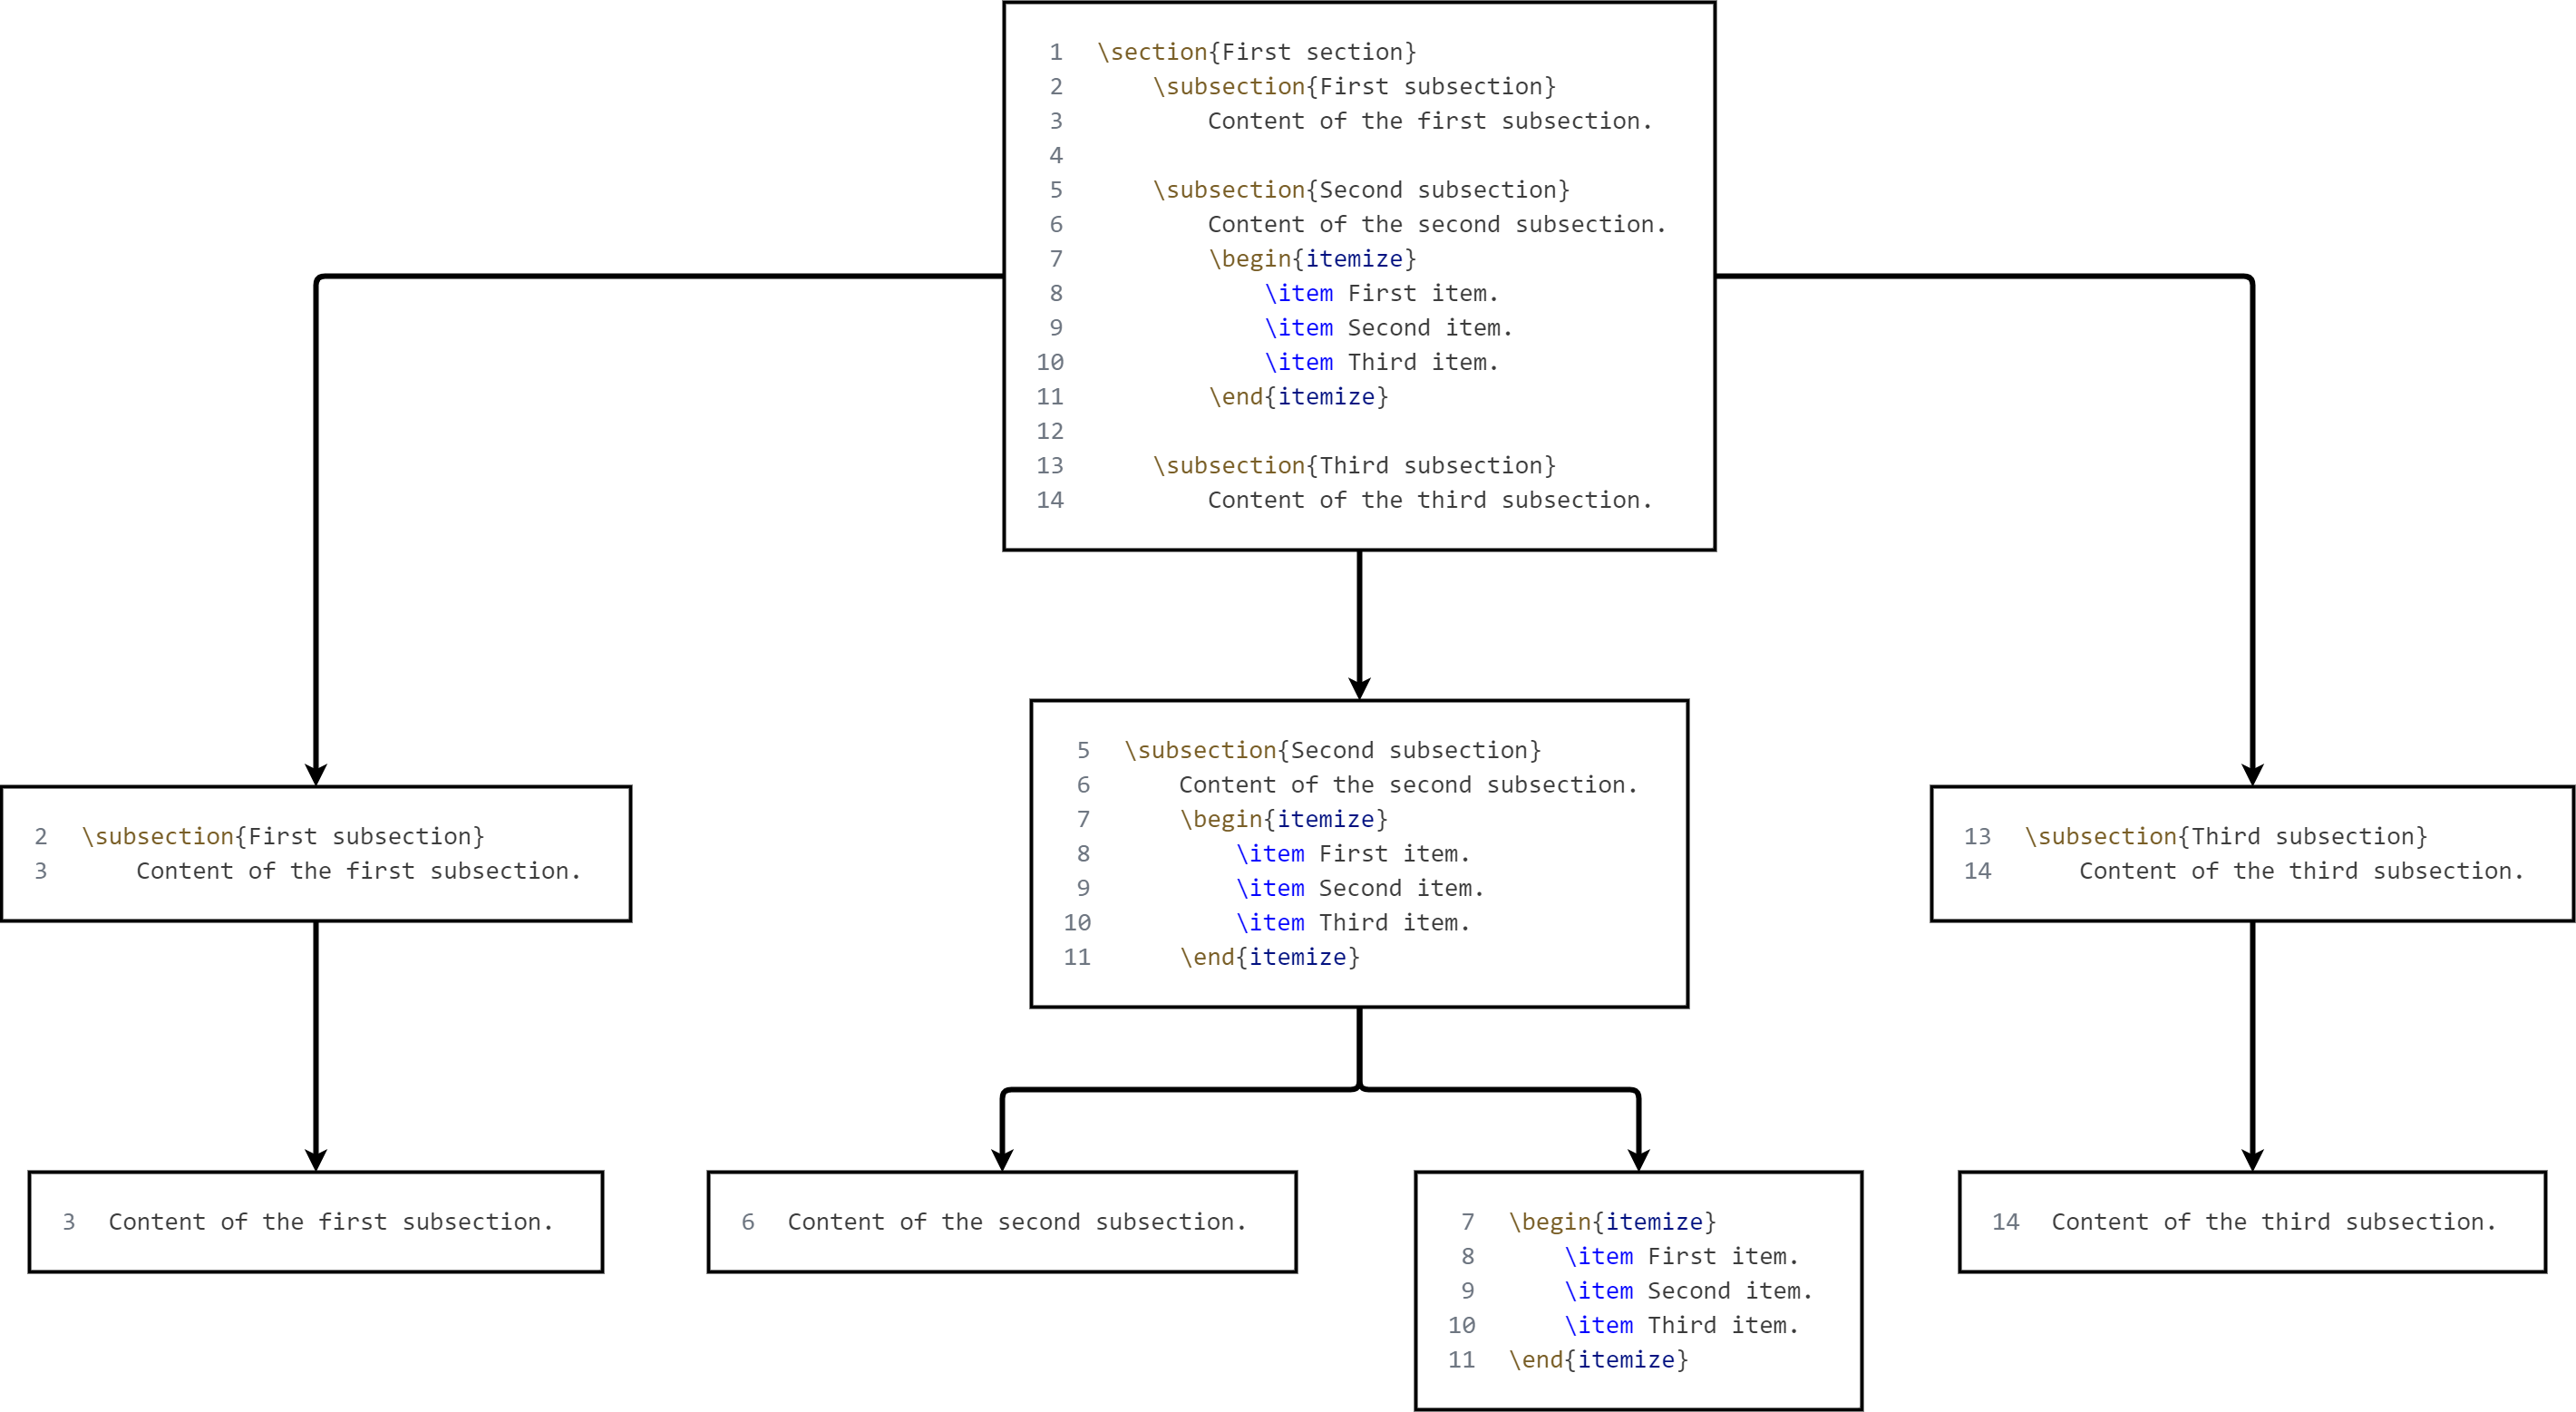 1 \section{First section}
2     \subsection{First subsection}
3         Content of the first subsection.
4
5     \subsection{Second subsection}
6         Content of the second subsection.
7         \begin{itemize}
8             \item First item.
9             \item Second item.
10             \item Third item.
11         \end{itemize}
12
13     \subsection{Third subsection}
14         Content of the third subsection.
2 \subsection{First subsection}
3     Content of the first subsection.
5 \subsection{Second subsection}
6     Content of the second subsection.
7     \begin{itemize}
8         \item First item.
9         \item Second item.
10         \item Third item.
11     \end{itemize}
13 \subsection{Third subsection}
14     Content of the third subsection.
3 Content of the first subsection.
6 Content of the second subsection.
7 \begin{itemize}
8     \item First item.
9     \item Second item.
10     \item Third item.
11 \end{itemize}
14 Content of the third subsection.